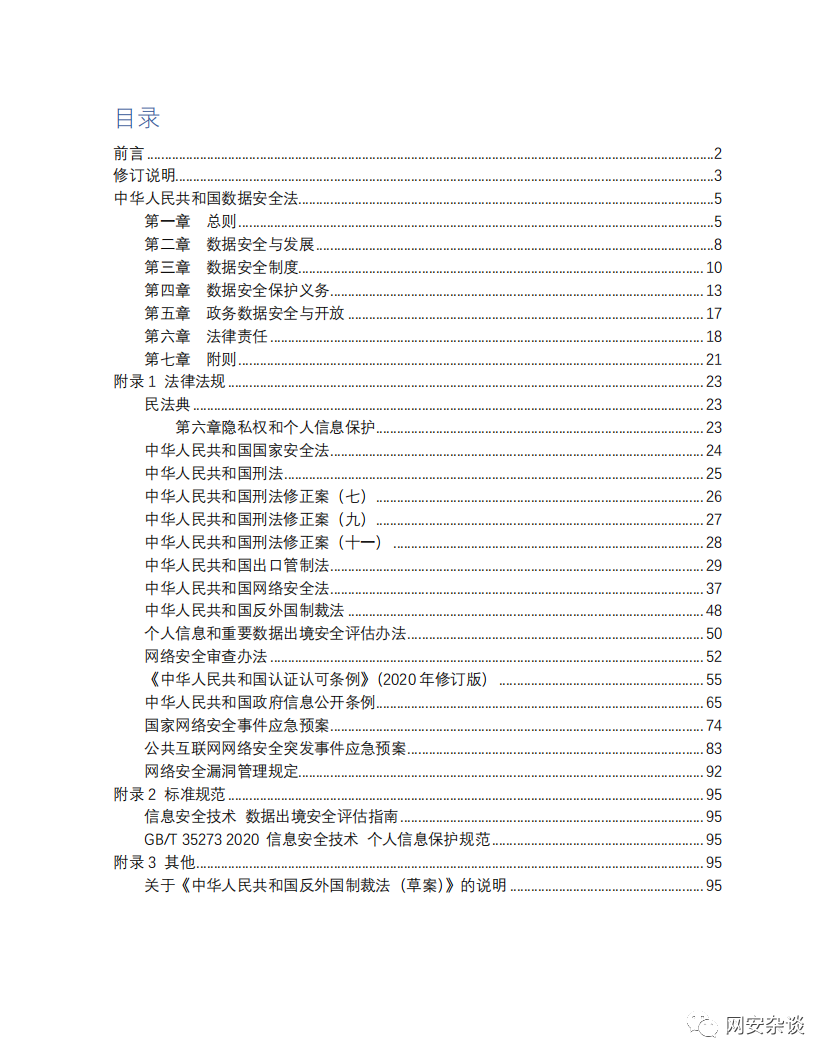 目录
前言 2
修订说明 3
中华人民共和国数据安全法 5
第一章 总则 5
第二章 数据安全与发展 8
第三章 数据安全制度 10
第四章 数据安全保护义务 13
第五章 政务数据安全与开放 17
第六章 法律责任 18
第七章 附则 21
附录 1 法律法规 23
民法典 23
第六章隐私权和个人信息保护 23
中华人民共和国国家安全法 24
中华人民共和国刑法 25
中华人民共和国刑法修正案（七） 26
中华人民共和国刑法修正案（九） 27
中华人民共和国刑法修正案（十一） 28
中华人民共和国出口管制法 29
中华人民共和国网络安全法 37
中华人民共和国反外国制裁法 48
个人信息和重要数据出境安全评估办法 50
网络安全审查办法 52
《中华人民共和国认证认可条例》(2020 年修订版) 55
中华人民共和国政府信息公开条例 65
国家网络安全事件应急预案 74
公共互联网网络安全突发事件应急预案 83
网络安全漏洞管理规定 92
附录 2 标准规范 95
信息安全技术 数据出境安全评估指南 95
GB/T 35273 2020 信息安全技术 个人信息保护规范 95
附录 3 其他 95
关于《中华人民共和国反外国制裁法（草案）》的说明 95
网安杂谈